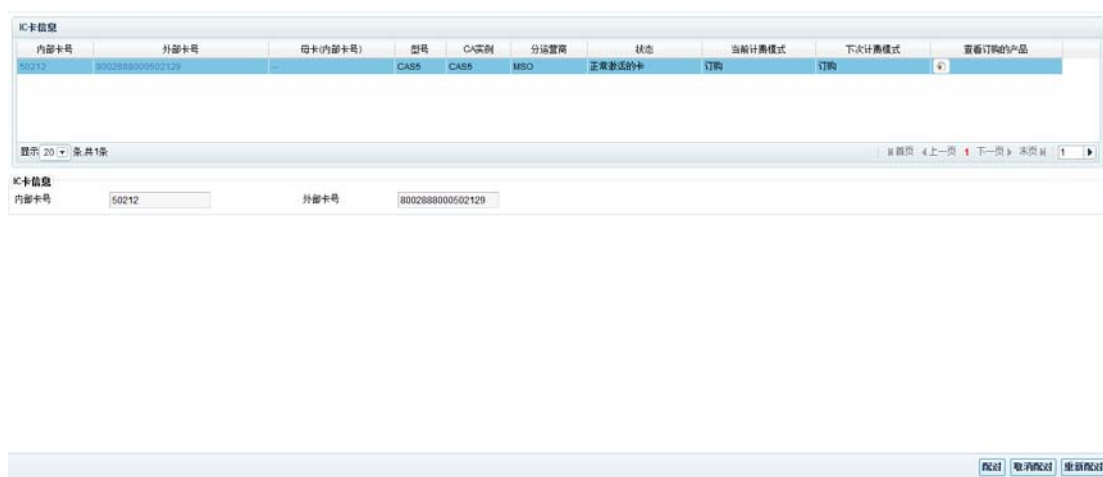 IC卡信息
内部卡号 外部卡号 母卡(内部卡号) 型号 CA实例 分运营商 状态 当前计费模式 下次计费模式 查看订购的产品
50212 8002888000502129 -- CAS5 CAS5 MSO 正常激活的卡 订购 订购
显示 20 条,共1条 首页 上一页 1 下一页 末页 1
IC卡信息
内部卡号 50212 外部卡号 8002888000502129
配对 取消配对 重新配对